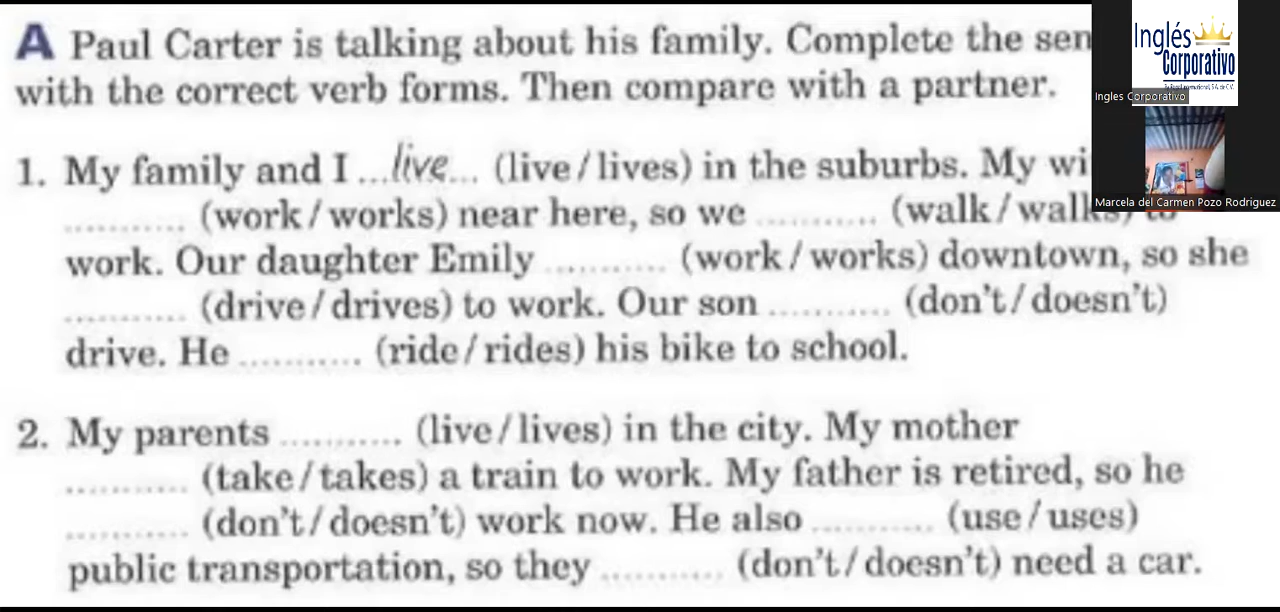 A Paul Carter is talking about his family. Complete the sen
with the correct verb forms. Then compare with a partner.
1. My family and I ...live... (live / lives) in the suburbs. My wi
........... (work / works) near here, so we ........... (walk / walks) to
work. Our daughter Emily ........... (work / works) downtown, so she
........... (drive / drives) to work. Our son ........... (don't / doesn't)
drive. He ........... (ride / rides) his bike to school.
2. My parents ........... (live / lives) in the city. My mother
........... (take / takes) a train to work. My father is retired, so he
........... (don't / doesn't) work now. He also ........... (use / uses)
public transportation, so they ........... (don't / doesn't) need a car.
Inglés
Corporativo
Ingles Corporativo
Marcela del Carmen Pozo Rodriguez